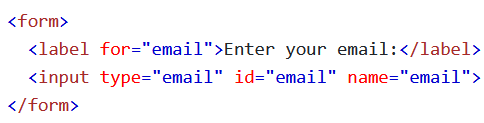 <form>
  <label for="email">Enter your email:</label>
  <input type="email" id="email" name="email">
</form>